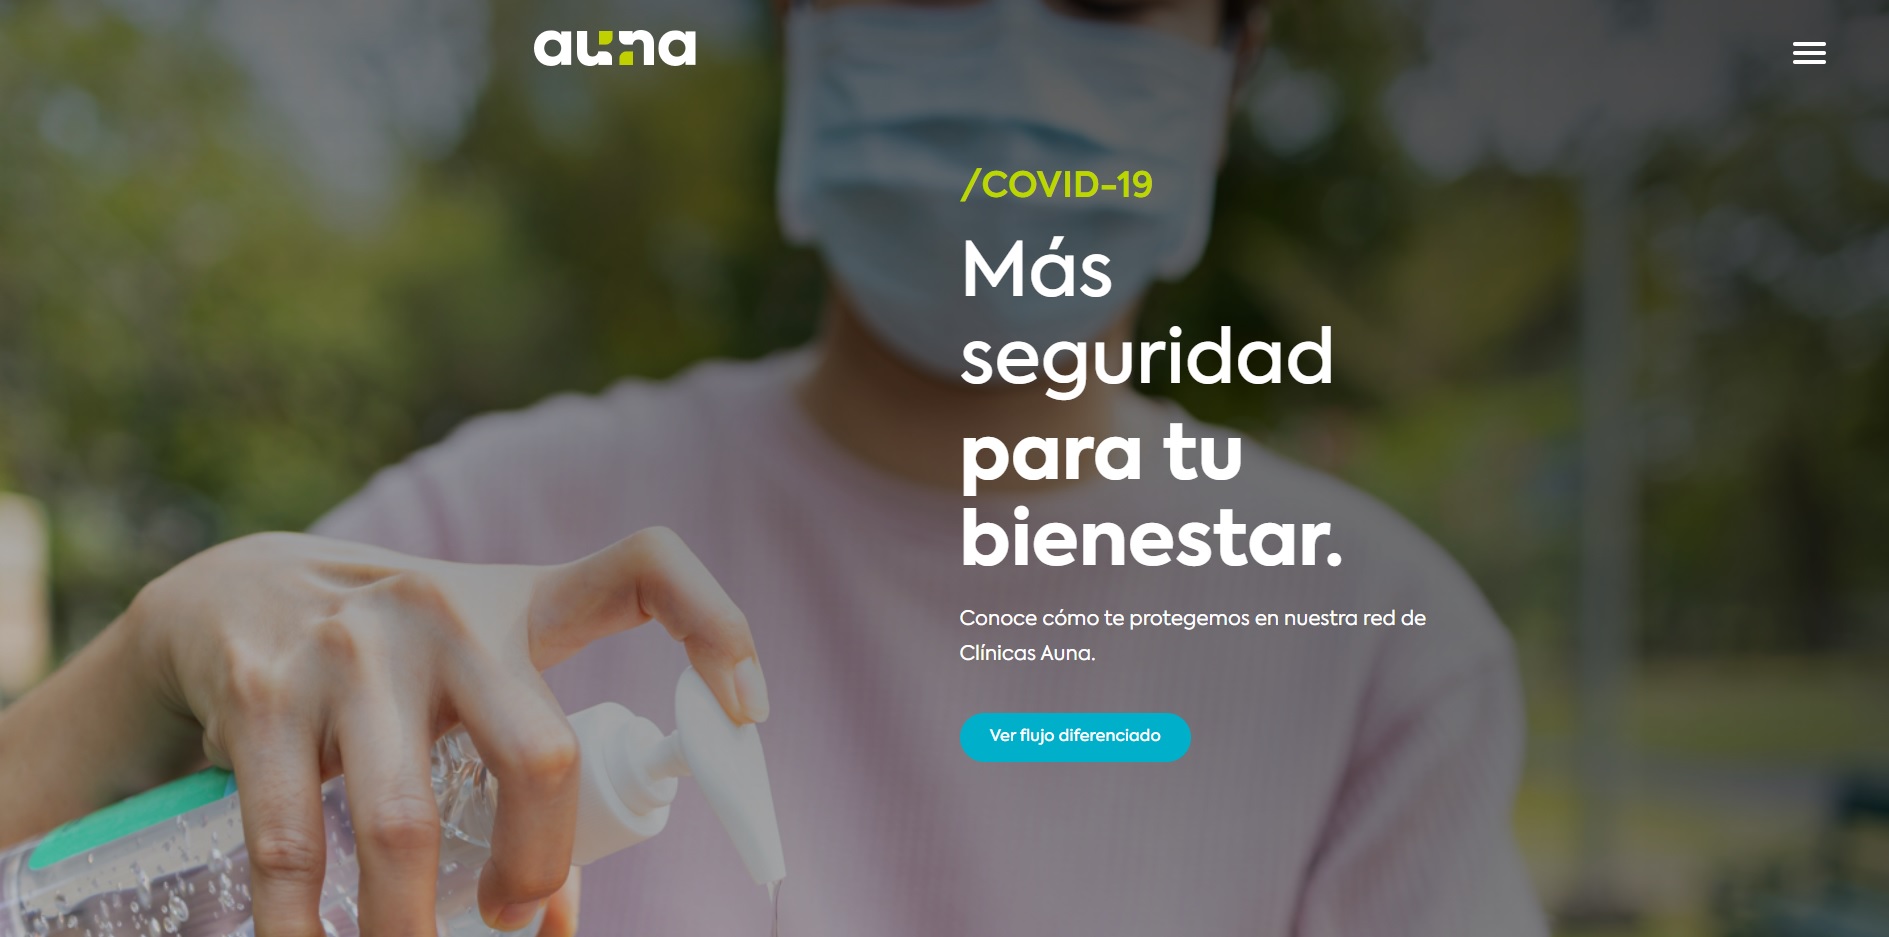 auna
/COVID-19
Más
seguridad
para tu
bienestar.
Conoce cómo te protegemos en nuestra red de
Clínicas Auna.
Ver flujo diferenciado